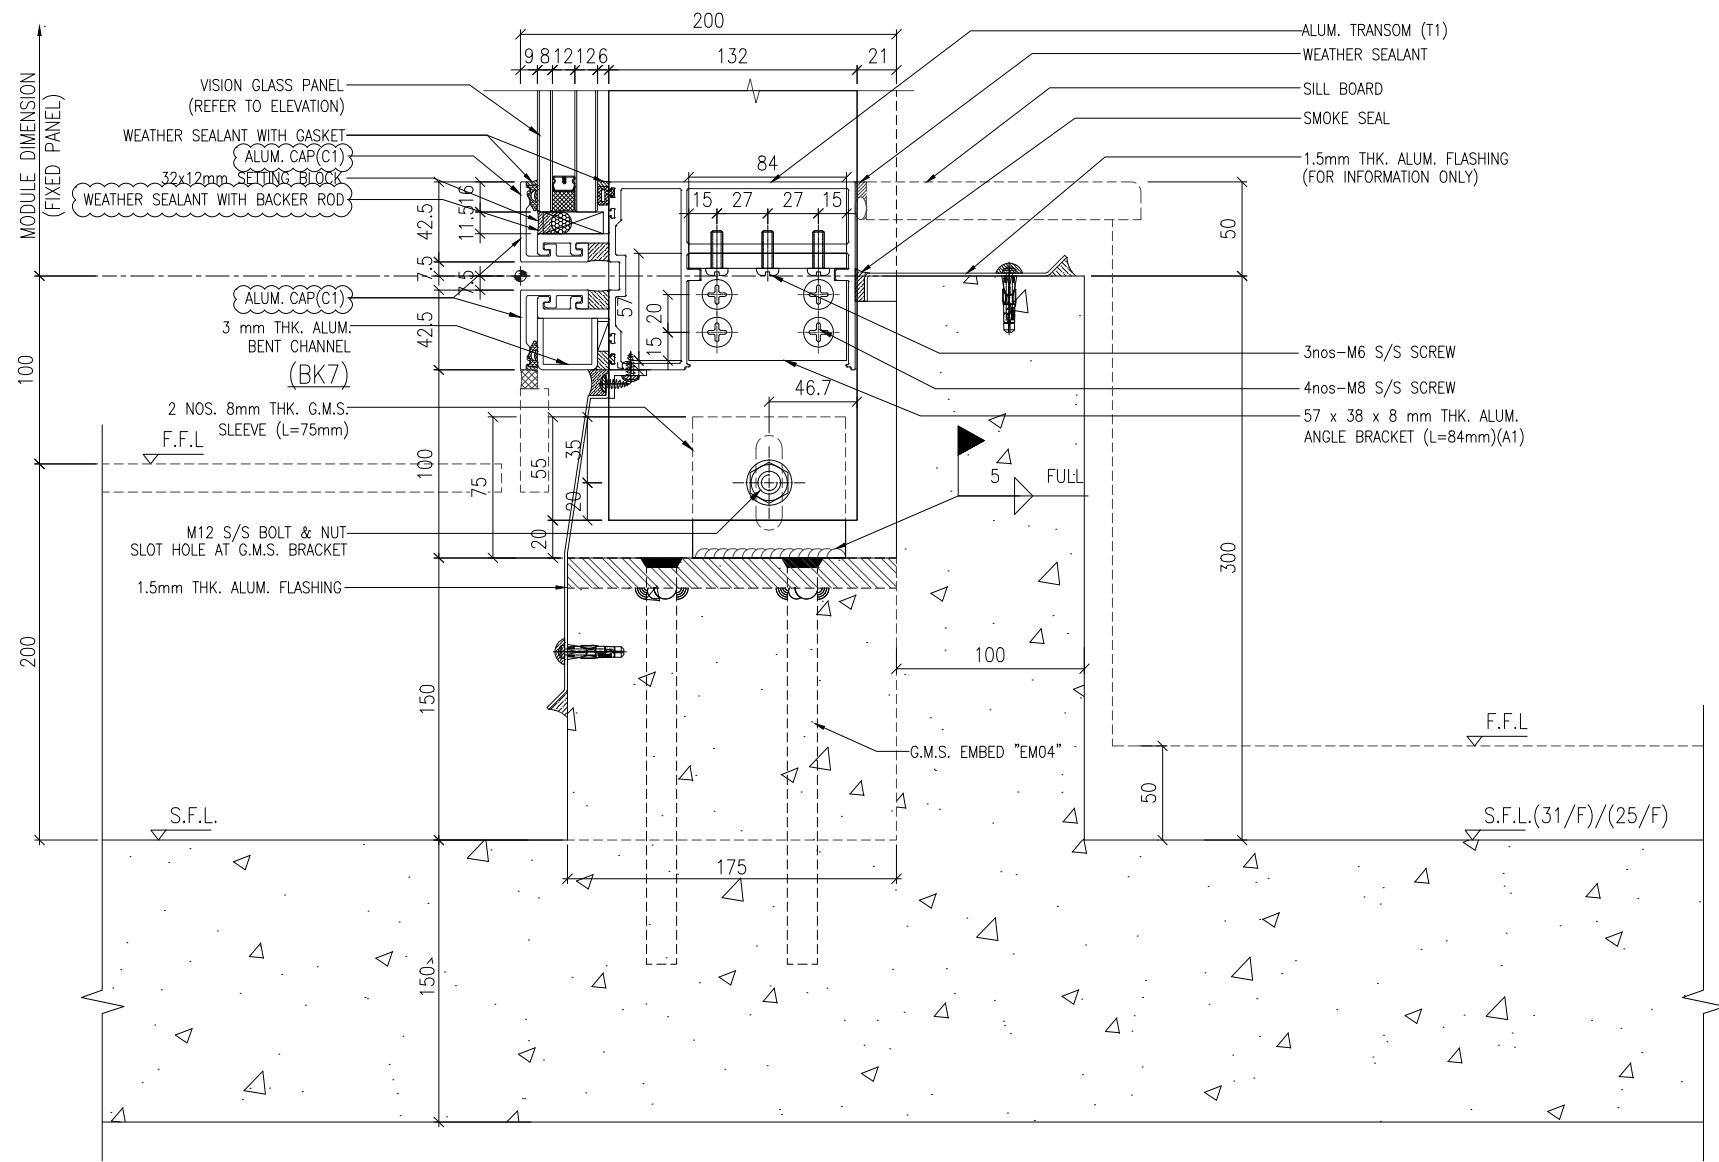 200
9 8 12 12 6 132 21
ALUM. TRANSOM (T1)
WEATHER SEALANT
SILL BOARD
SMOKE SEAL
1.5mm THK. ALUM. FLASHING
(FOR INFORMATION ONLY)
MODULE DIMENSION
(FIXED PANEL)
VISION GLASS PANEL
(REFER TO ELEVATION)
WEATHER SEALANT WITH GASKET
ALUM. CAP(C1)
32x12mm SETTING BLOCK
WEATHER SEALANT WITH BACKER ROD
ALUM. CAP(C1)
3 mm THK. ALUM.
BENT CHANNEL
(BK7)
2 NOS. 8mm THK. G.M.S.
SLEEVE (L=75mm)
F.F.L
M12 S/S BOLT & NUT
SLOT HOLE AT G.M.S. BRACKET
1.5mm THK. ALUM. FLASHING
S.F.L.
84
15 27 27 15
42.5
11.5
16
7.5
7.5
42.5
57
20
15
46.7
50
3nos-M6 S/S SCREW
4nos-M8 S/S SCREW
57 x 38 x 8 mm THK. ALUM.
ANGLE BRACKET (L=84mm)(A1)
5 FULL
100
100
75
55
35
20
20
300
200
150
100
G.M.S. EMBED "EM04"
F.F.L
50
S.F.L.(31/F)/(25/F)
175
150>